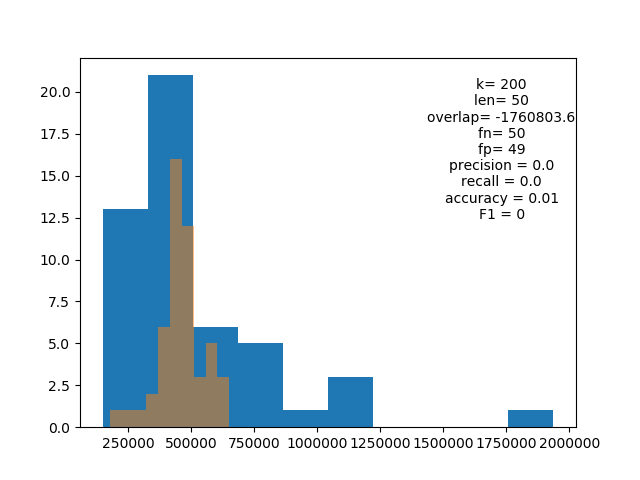 k= 200
len= 50
overlap= -1760803.6
fn= 50
fp= 49
precision = 0.0
recall = 0.0
accuracy = 0.01
F1 = 0
20.0
17.5
15.0
12.5
10.0
7.5
5.0
2.5
0.0
250000 500000 750000 1000000 1250000 1500000 1750000 2000000